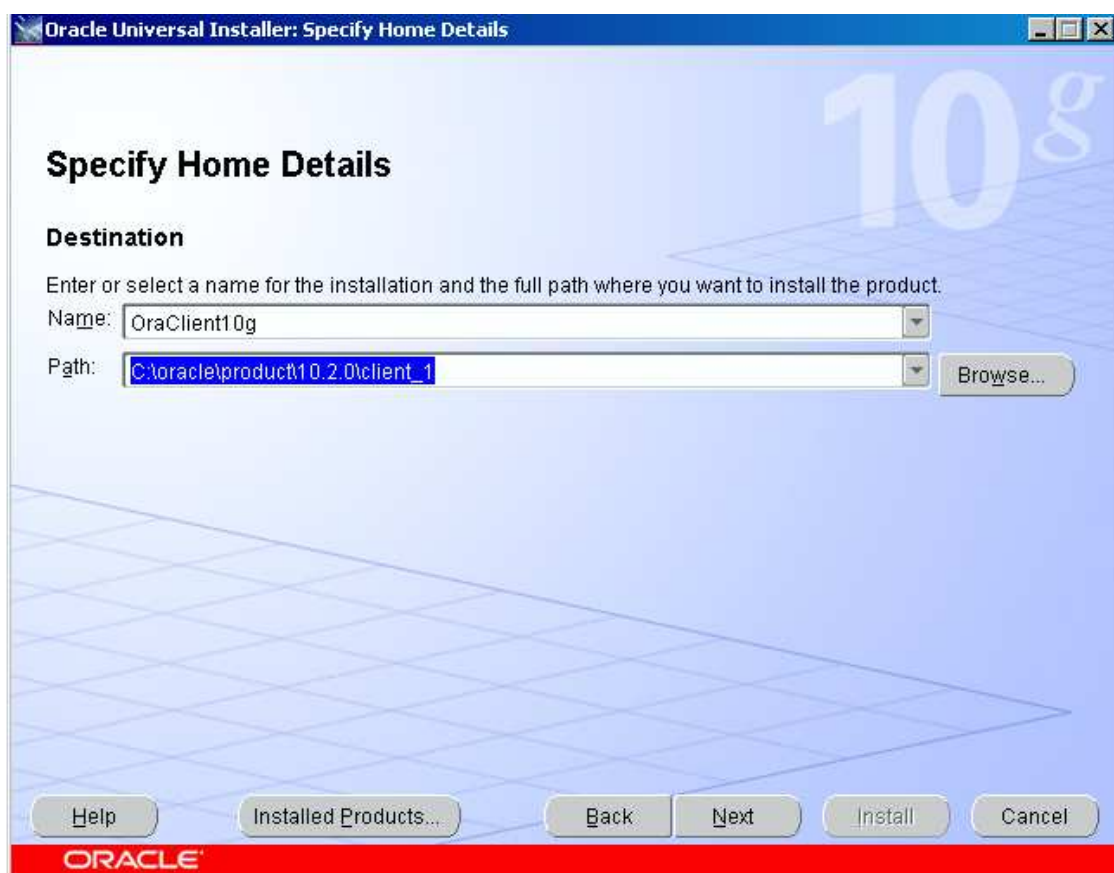 Oracle Universal Installer: Specify Home Details
10g
Specify Home Details
Destination
Enter or select a name for the installation and the full path where you want to install the product.
Name: OraClient10g
Path: C:\oracle\product\10.2.0\client_1 Browse...
Help Installed Products... Back Next Install Cancel
ORACLE